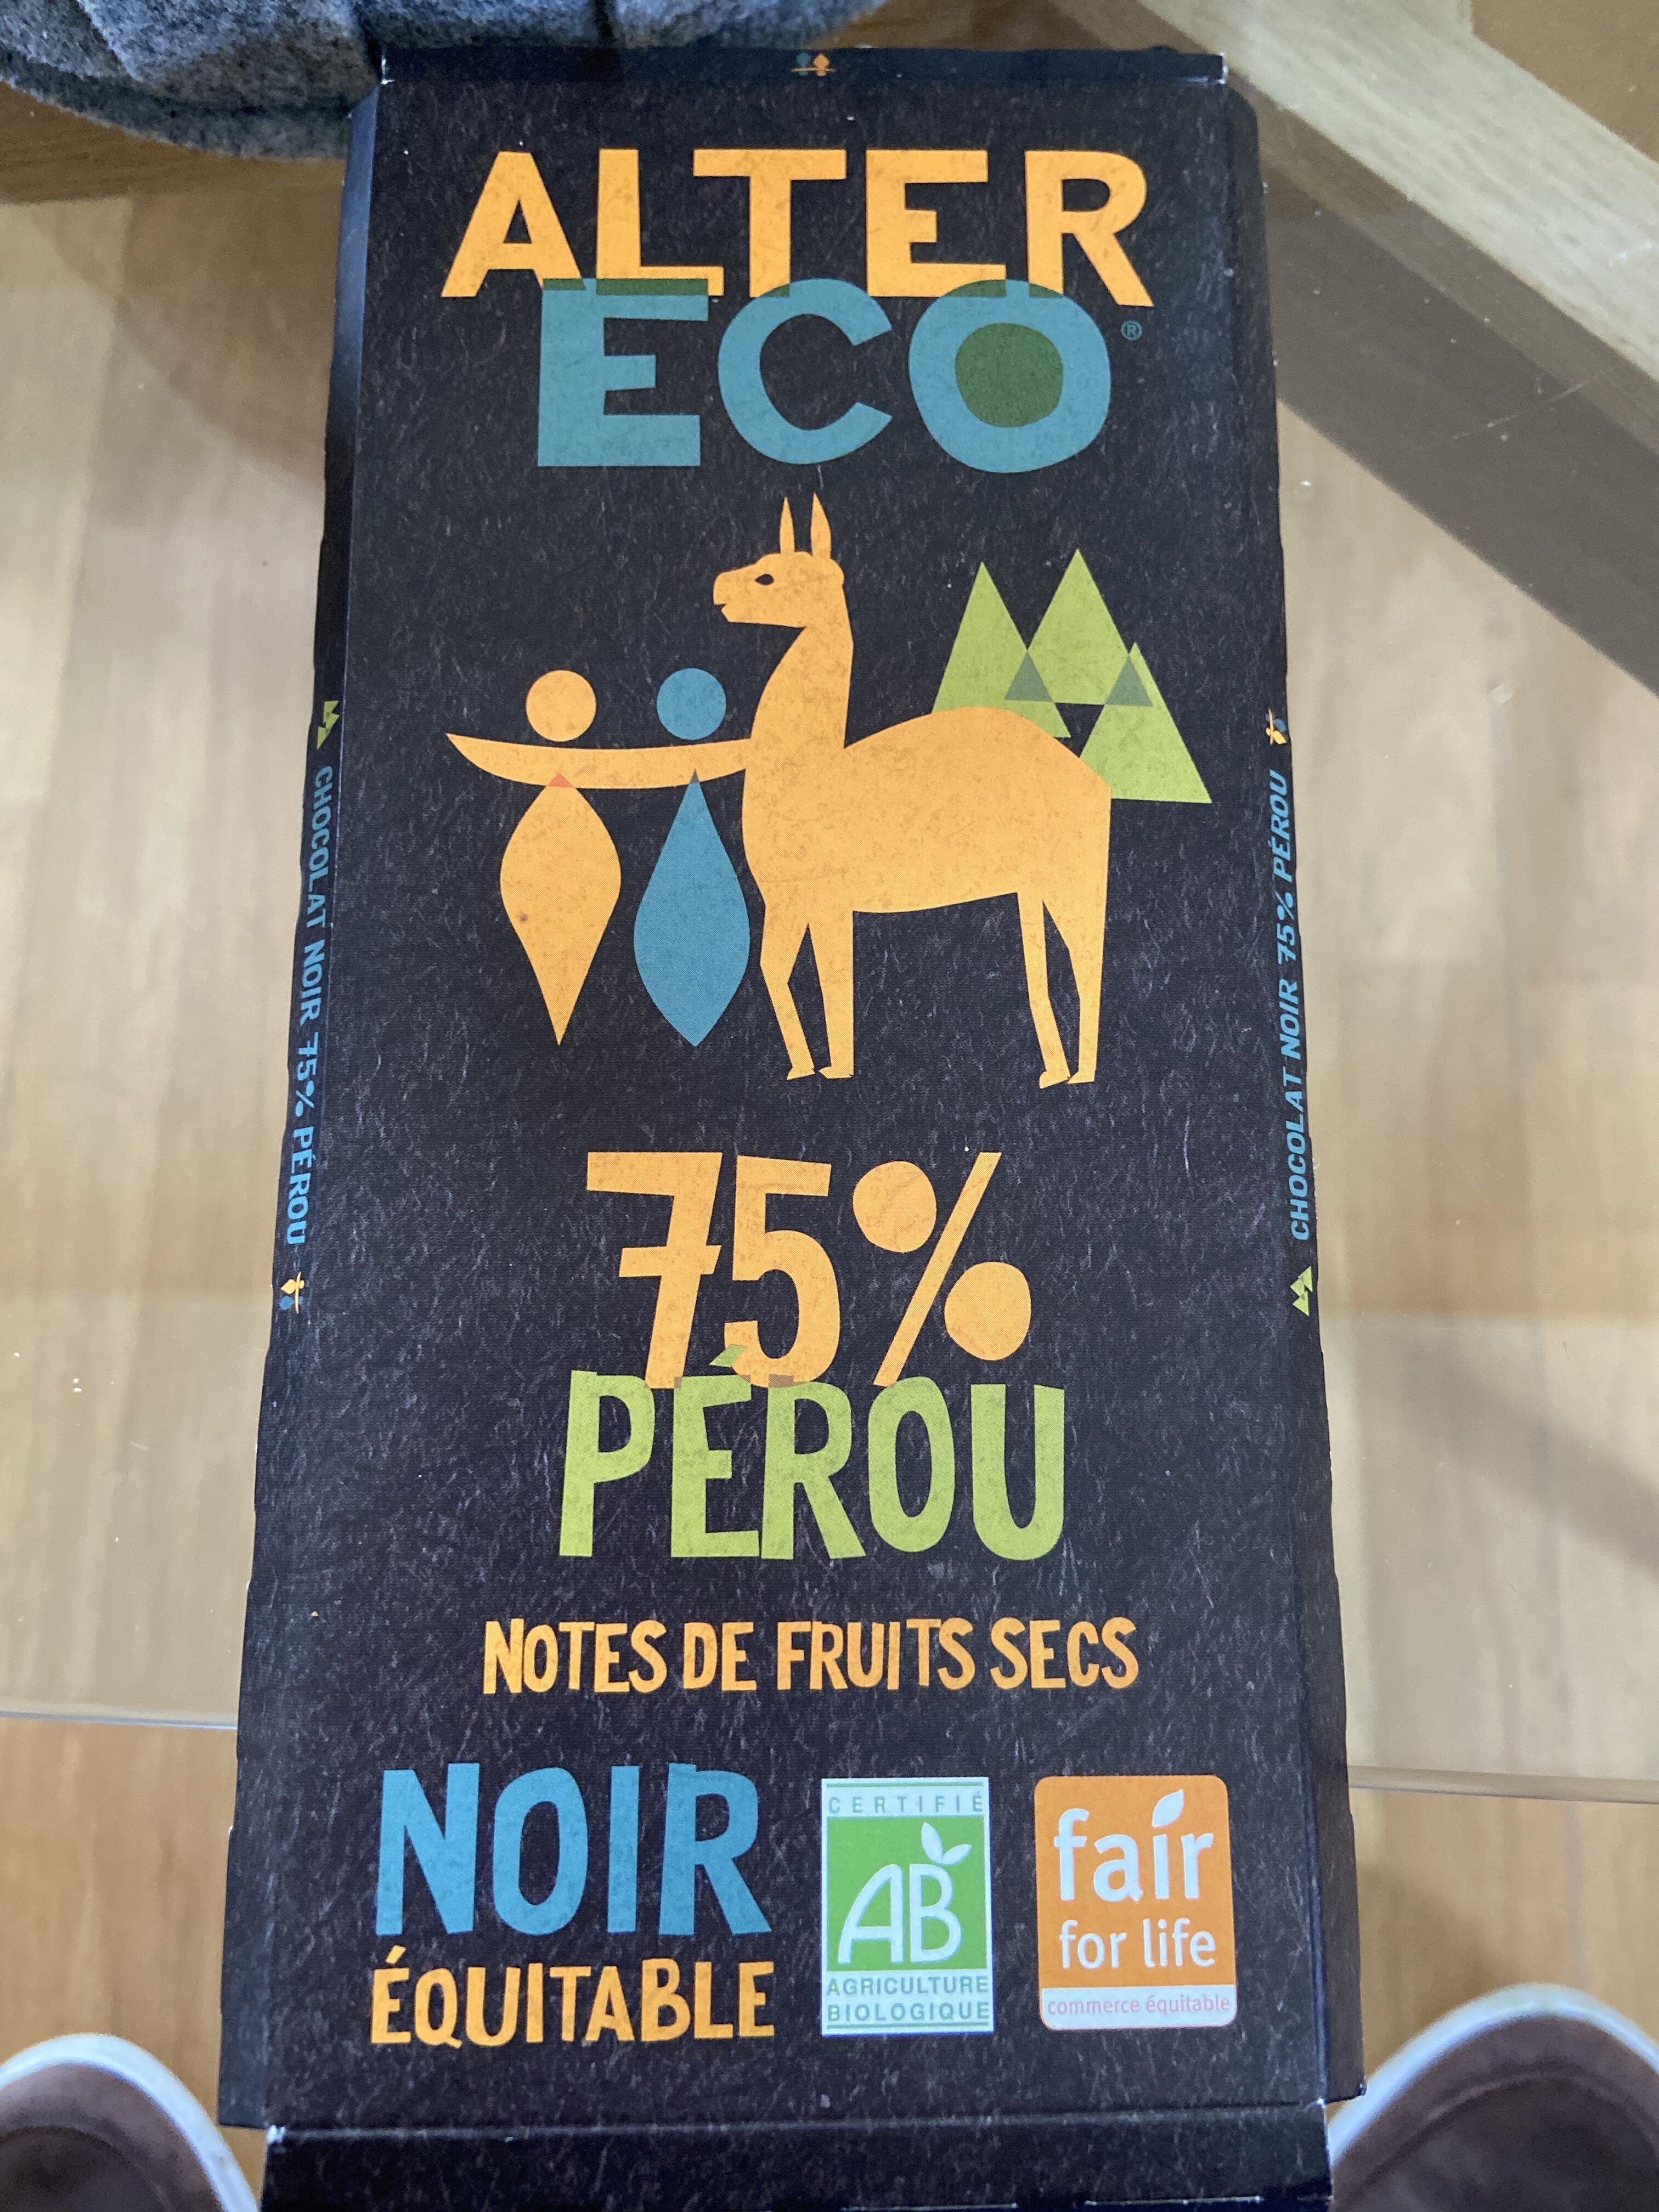 ALTER
ECO®
75%
PÉROU
NOTES DE FRUITS SECS
NOIR
ÉQUITABLE
CERTIFIÉ
AB
AGRICULTURE
BIOLOGIQUE
fair
for life
commerce équitable
CHOCOLAT NOIR 75% PÉROU
CHOCOLAT NOIR 75% PÉROU